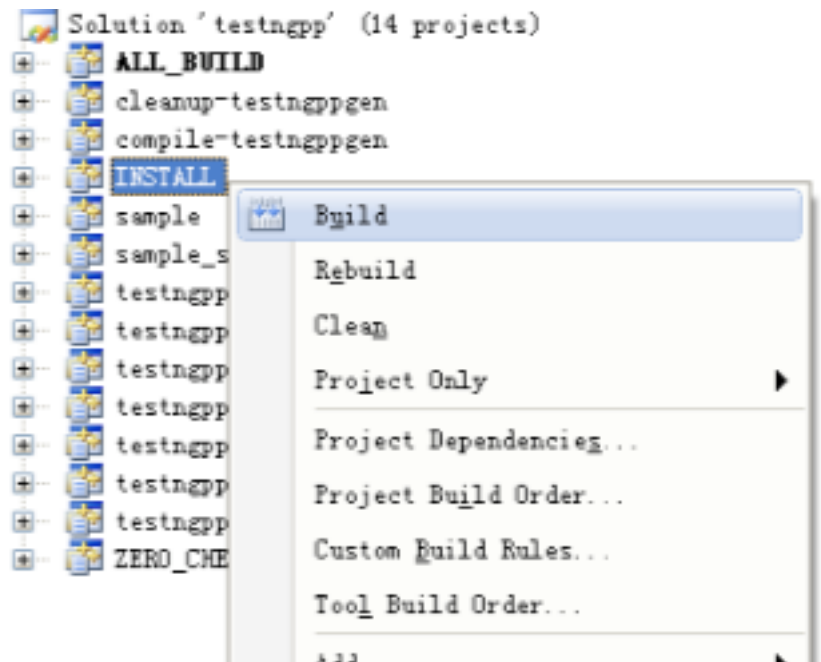 Solution 'testngpp' (14 projects)
ALL_BUILD
cleanup-testngppgen
compile-testngppgen
INSTALL
sample
sample_s
testngpp
testngpp
testngpp
testngpp
testngpp
testngpp
testngpp
ZERO_CHE
Build
Rebuild
Clean
Project Only
Project Dependencies...
Project Build Order...
Custom Build Rules...
Tool Build Order...
Add